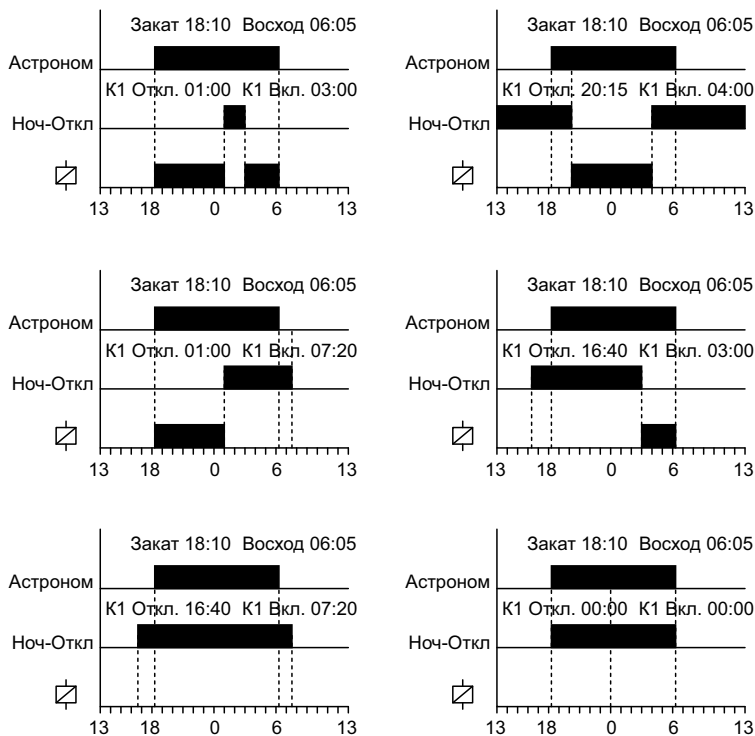 Закат 18:10 Восход 06:05
Астроном
К1 Откл. 01:00 К1 Вкл. 03:00
Ноч-Откл
13 18 0 6 13
Закат 18:10 Восход 06:05
Астроном
К1 Откл. 20:15 К1 Вкл. 04:00
Ноч-Откл
13 18 0 6 13
Закат 18:10 Восход 06:05
Астроном
К1 Откл. 01:00 К1 Вкл. 07:20
Ноч-Откл
13 18 0 6 13
Закат 18:10 Восход 06:05
Астроном
К1 Откл. 16:40 К1 Вкл. 03:00
Ноч-Откл
13 18 0 6 13
Закат 18:10 Восход 06:05
Астроном
К1 Откл. 16:40 К1 Вкл. 07:20
Ноч-Откл
13 18 0 6 13
Закат 18:10 Восход 06:05
Астроном
К1 Откл. 00:00 К1 Вкл. 00:00
Ноч-Откл
13 18 0 6 13